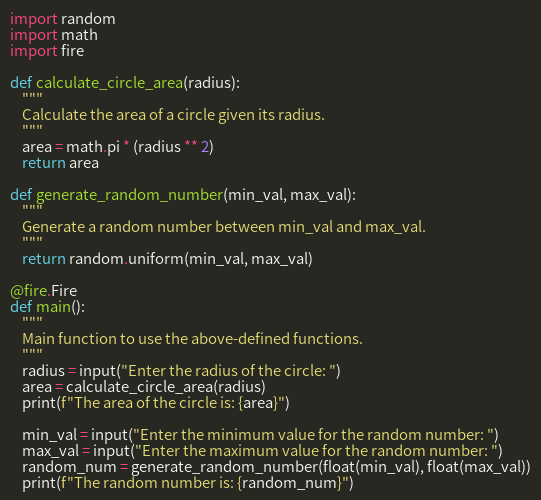 import random
import math
import fire

def calculate_circle_area(radius):
    """
    Calculate the area of a circle given its radius.
    """
    area = math.pi * (radius ** 2)
    return area

def generate_random_number(min_val, max_val):
    """
    Generate a random number between min_val and max_val.
    """
    return random.uniform(min_val, max_val)

@fire.Fire
def main():
    """
    Main function to use the above-defined functions.
    """
    radius = input("Enter the radius of the circle: ")
    area = calculate_circle_area(radius)
    print(f"The area of the circle is: {area}")

    min_val = input("Enter the minimum value for the random number: ")
    max_val = input("Enter the maximum value for the random number: ")
    random_num = generate_random_number(float(min_val), float(max_val))
    print(f"The random number is: {random_num}")